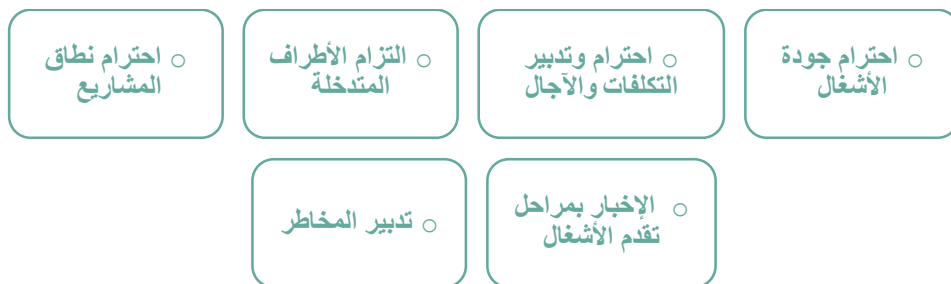 ○ احترام جودة
الأشغال
○ احترام وتدبير
التكلفات والآجال
○ التزام الأطراف
المتدخلة
○ احترام نطاق
المشاريع
○ الإخبار بمراحل
تقدم الأشغال
○ تدبير المخاطر